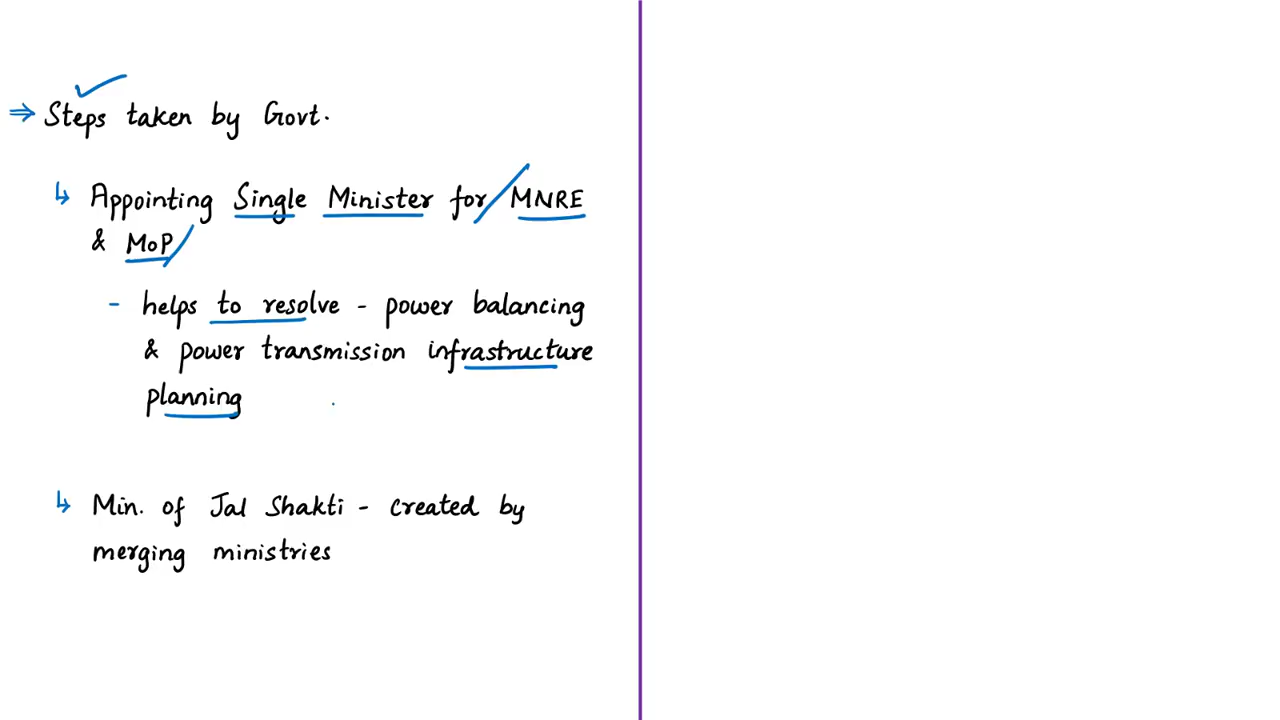 ⇒ Steps taken by Govt.
↳ Appointing Single Minister for MNRE
& MoP
- helps to resolve - power balancing
& power transmission infrastructure
planning
↳ Min. of Jal Shakti - created by
merging ministries